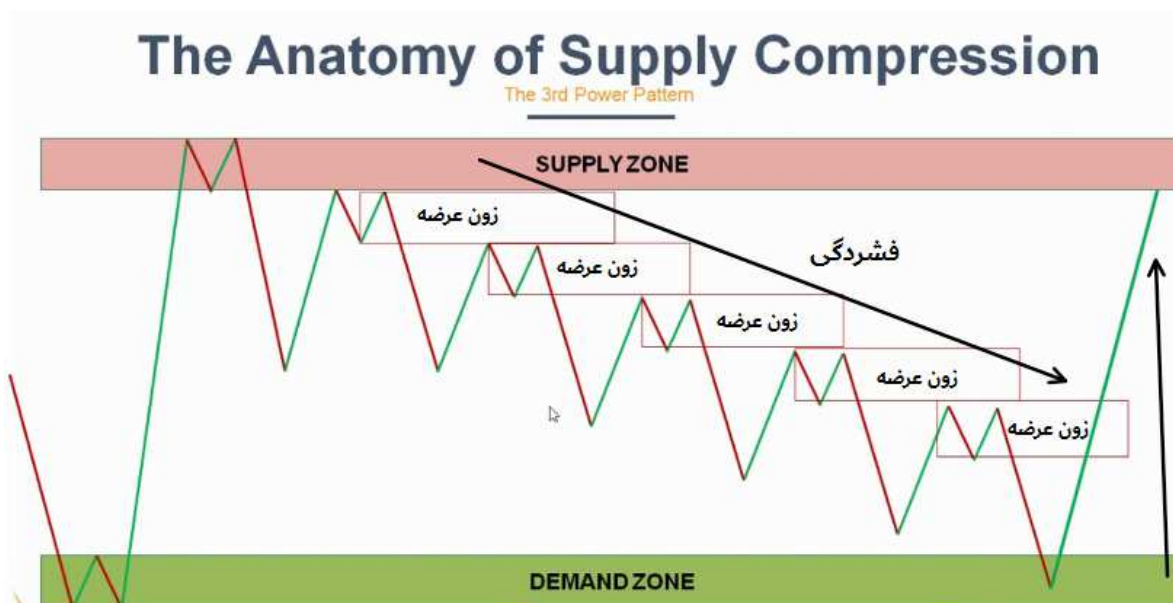 The Anatomy of Supply Compression
The 3rd Power Pattern
SUPPLY ZONE
زون عرضه
زون عرضه
فشردگی
زون عرضه
زون عرضه
زون عرضه
DEMAND ZONE